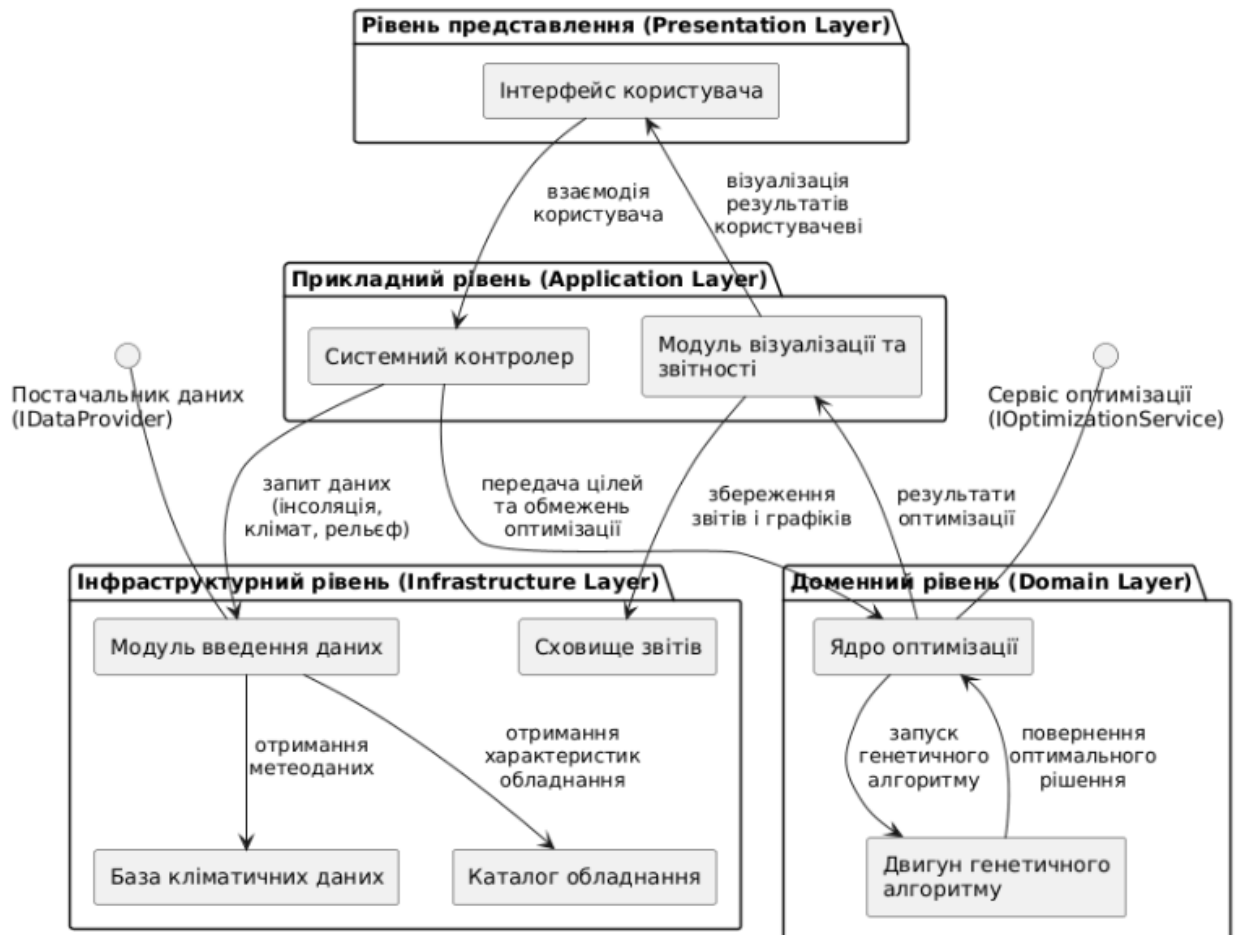 Рівень представлення (Presentation Layer)
Інтерфейс користувача
взаємодія
користувача
візуалізація
результатів
користувачеві
Прикладний рівень (Application Layer)
Системний контролер
Модуль візуалізації та
звітності
Постачальник даних
(IDataProvider)
Сервіс оптимізації
(IOptimizationService)
запит даних
(інсоляція,
клімат, рельєф)
передача цілей
та обмежень
оптимізації
збереження
звітів і графіків
результати
оптимізації
Інфраструктурний рівень (Infrastructure Layer)
Модуль введення даних
Сховище звітів
отримання
метеоданих
отримання
характеристик
обладнання
База кліматичних даних
Каталог обладнання
Доменний рівень (Domain Layer)
Ядро оптимізації
запуск
генетичного
алгоритму
повернення
оптимального
рішення
Двигун генетичного
алгоритму